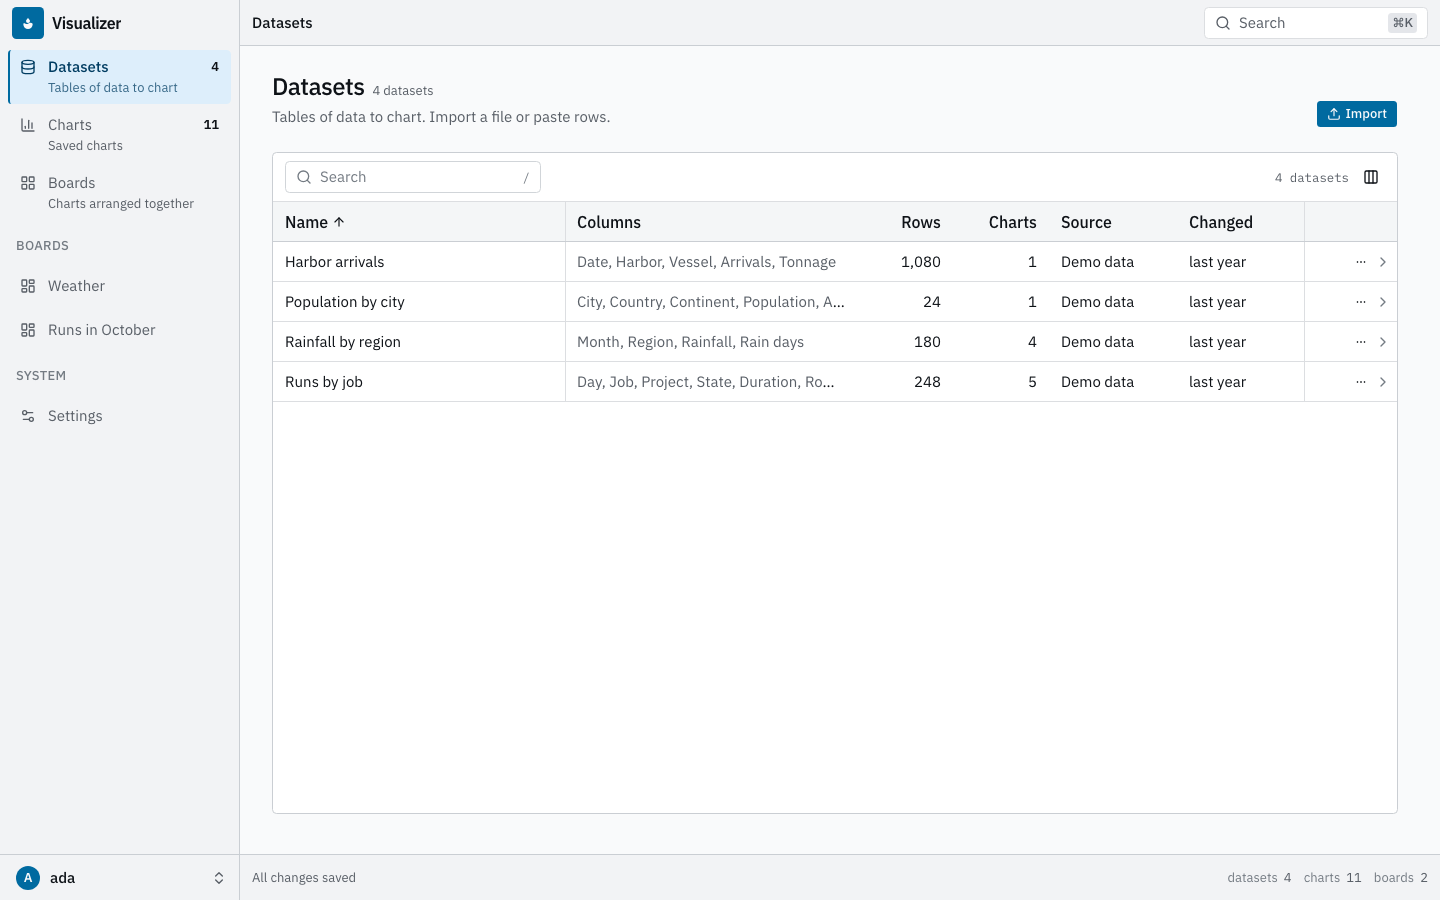 Visualizer
Datasets 4
Tables of data to chart
Charts 11
Saved charts
Boards
Charts arranged together
BOARDS
Weather
Runs in October
SYSTEM
Settings
A ada
Datasets
Search ⌘K
Datasets 4 datasets
Tables of data to chart. Import a file or paste rows.
Import
Search /
4 datasets
Name Columns Rows Charts Source Changed
Harbor arrivals Date, Harbor, Vessel, Arrivals, Tonnage 1,080 1 Demo data last year ...
Population by city City, Country, Continent, Population, A... 24 1 Demo data last year ...
Rainfall by region Month, Region, Rainfall, Rain days 180 4 Demo data last year ...
Runs by job Day, Job, Project, State, Duration, Ro... 248 5 Demo data last year ...
All changes saved
datasets 4 charts 11 boards 2